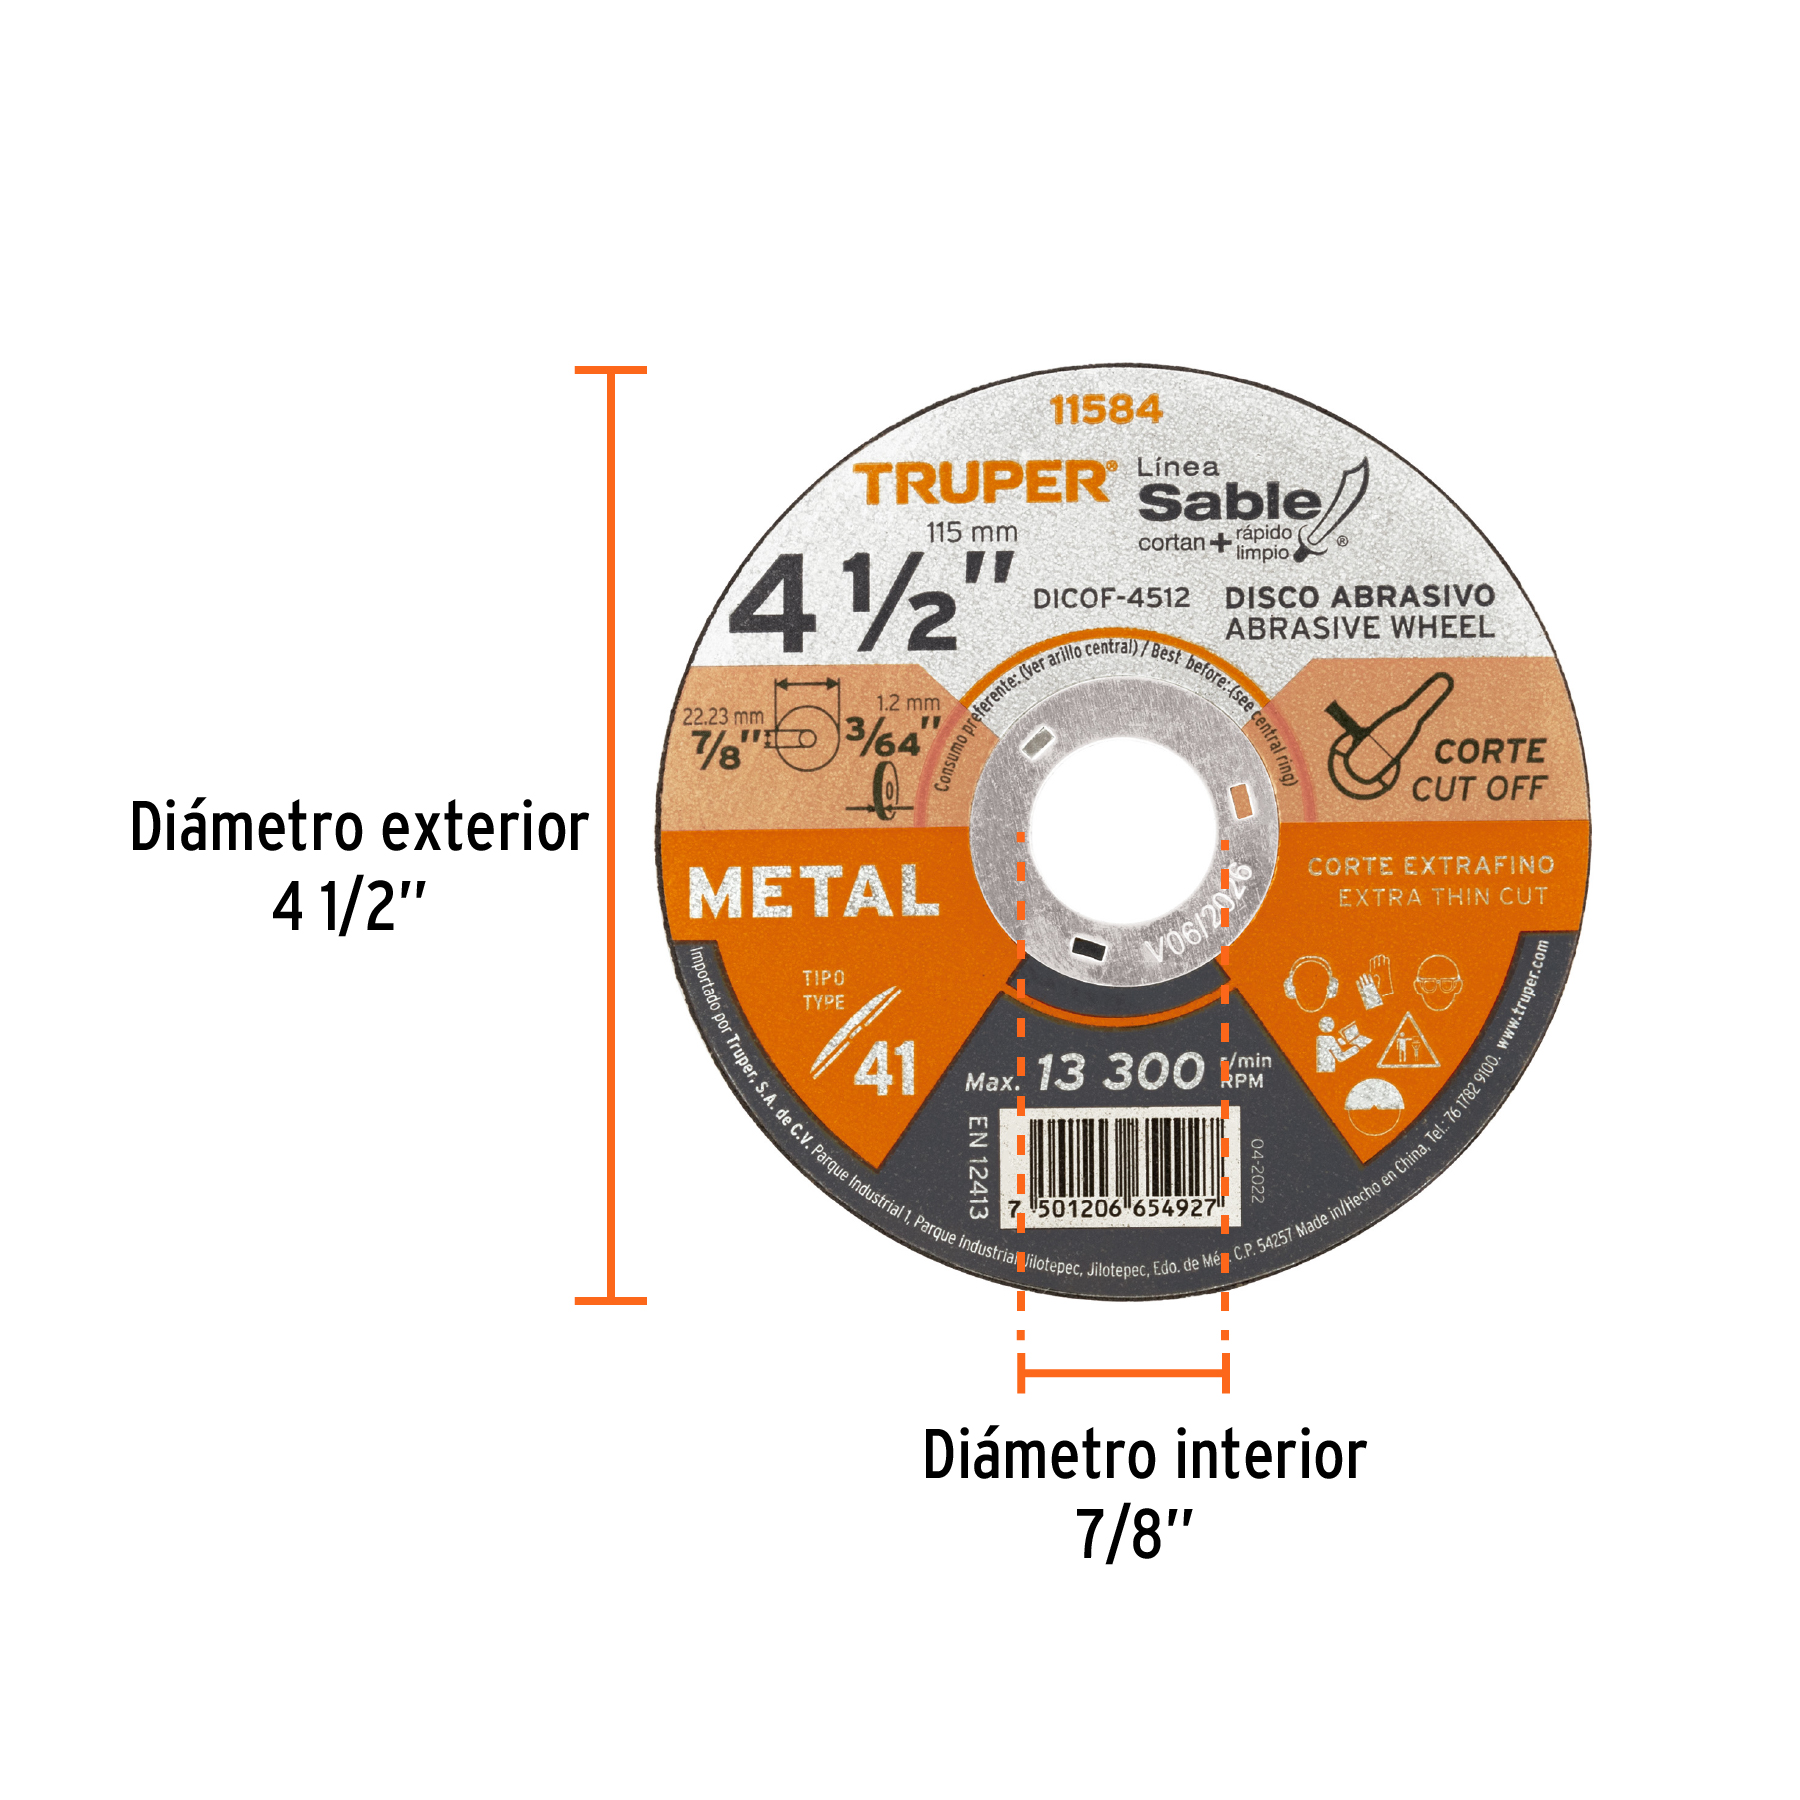 11584
TRUPER®
Línea
Sable
cortan + rápido
limpio ®
115 mm
4 ½"
DICOF-4512
DISCO ABRASIVO
ABRASIVE WHEEL
Consumo preferente: (Ver arillo central) / Best before: (see central ring)
22.23 mm
7/8"
1.2 mm
3/64"
CORTE
CUT OFF
Diámetro exterior
4 1/2"
METAL
CORTE EXTRAFINO
EXTRA THIN CUT
V06/2026
TIPO
TYPE
41
Max. 13 300 r/min
RPM
EN 12413
7 501206 654927
04-2022
Importado por Truper, S.A. de C.V. Parque Industrial 1, Parque Industrial Jilotepec, Jilotepec, Edo. de Méx. C.P. 54257 Made in/Hecho en China, Tel.: 76 1782 9100. www.truper.com
Diámetro interior
7/8"